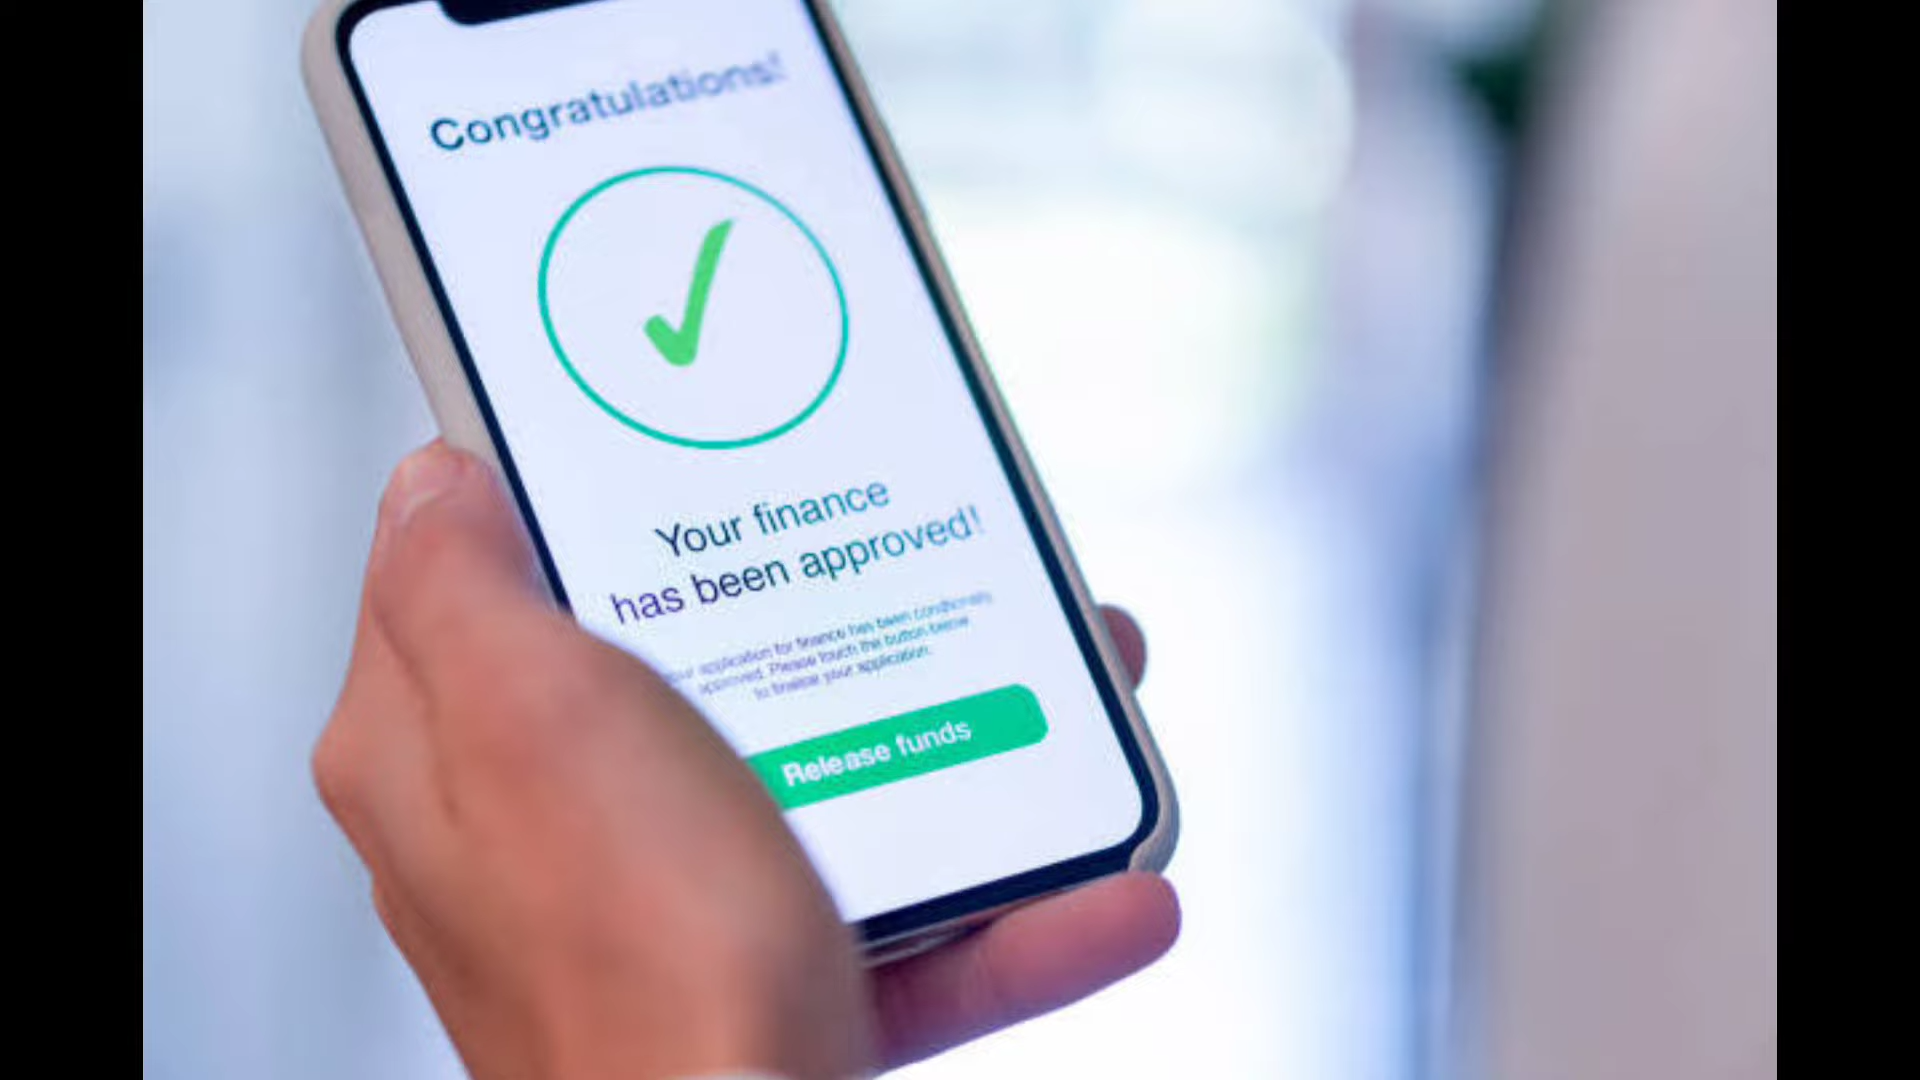 Congratulations!
Your finance
has been approved!
your application for finance has been conditionally
approved. Please touch the button below
to finalise your application.
Release funds